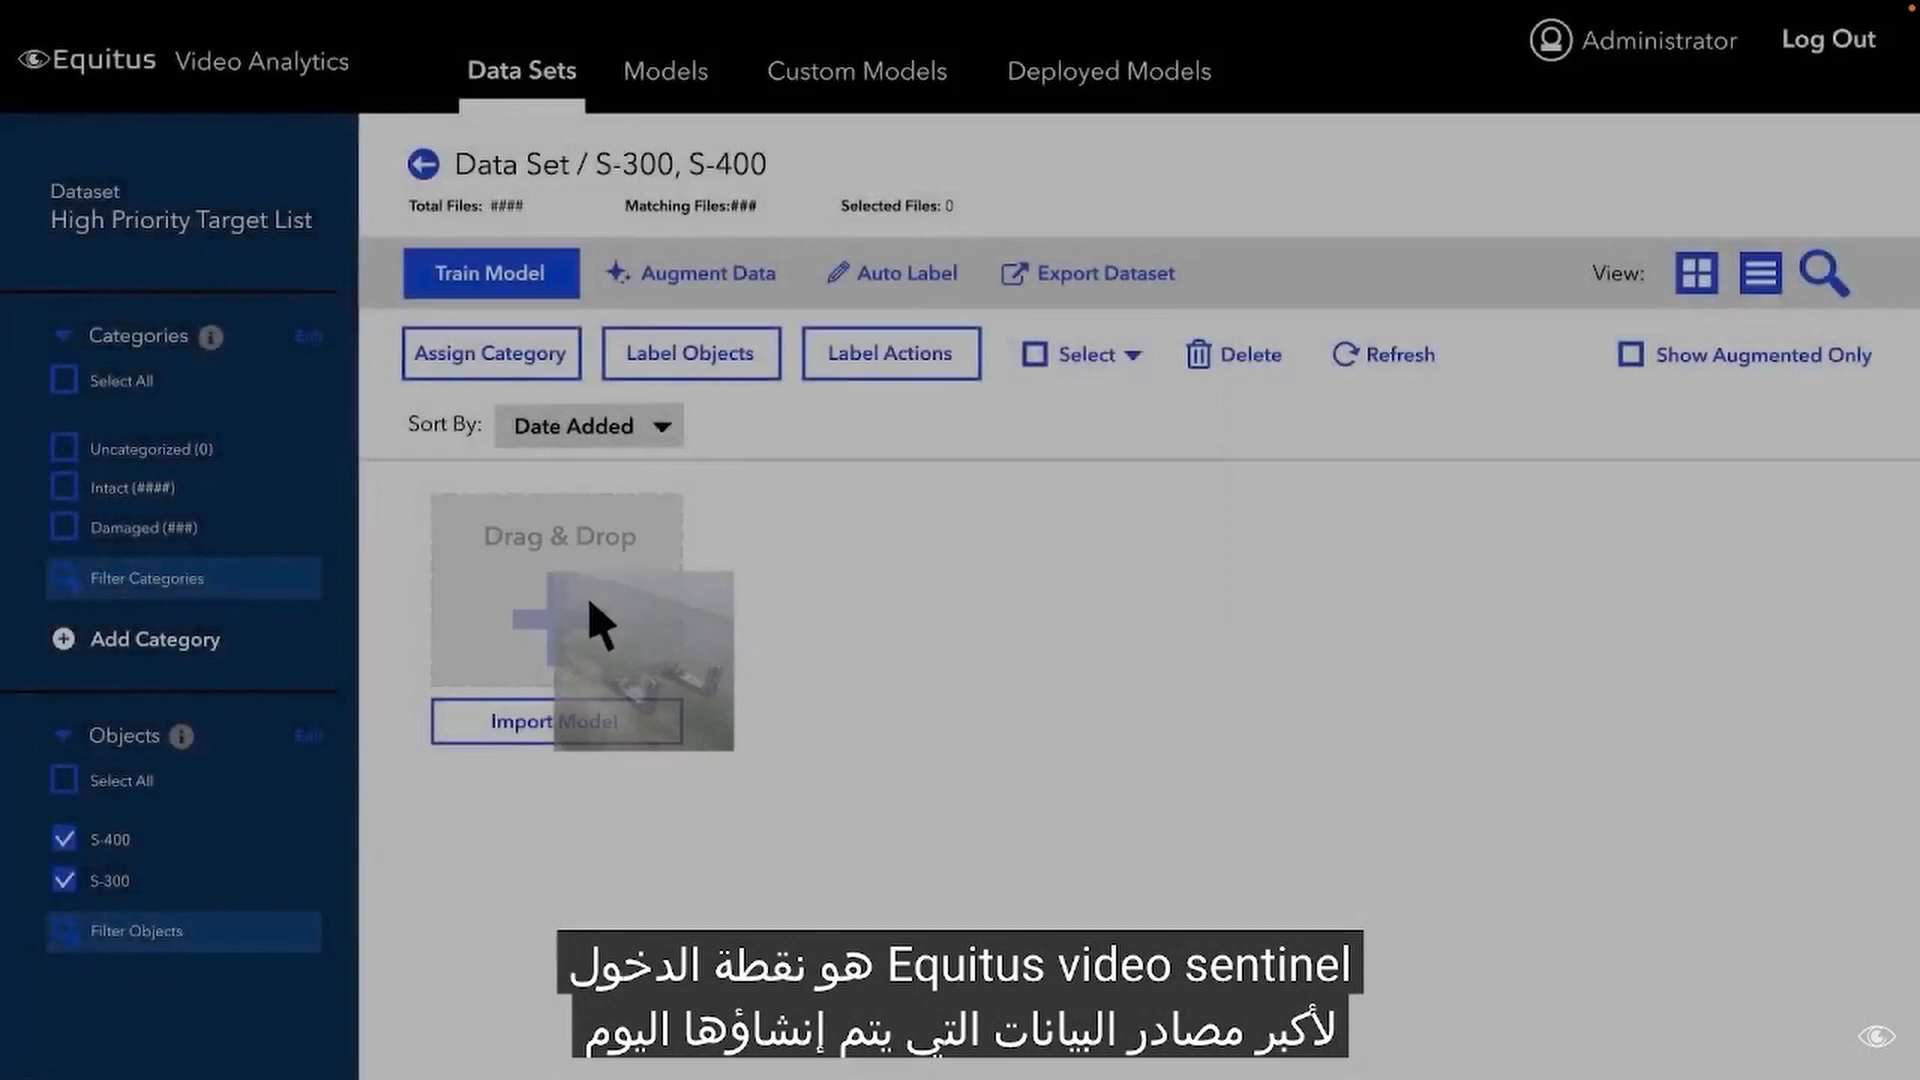 Equitus Video Analytics
Data Sets
Models
Custom Models
Deployed Models
Administrator
Log Out
Dataset
High Priority Target List
Categories
Edit
Select All
Uncategorized (0)
Intact (####)
Damaged (###)
Filter Categories
Add Category
Objects
Edit
Select All
S-400
S-300
Filter Objects
Data Set / S-300, S-400
Total Files: ####
Matching Files:###
Selected Files: 0
Train Model
Augment Data
Auto Label
Export Dataset
View:
Assign Category
Label Objects
Label Actions
Select
Delete
Refresh
Show Augmented Only
Sort By:
Date Added
Drag & Drop
Import Model
Equitus video sentinel هو نقطة الدخول
لأكبر مصادر البيانات التي يتم إنشاؤها اليوم